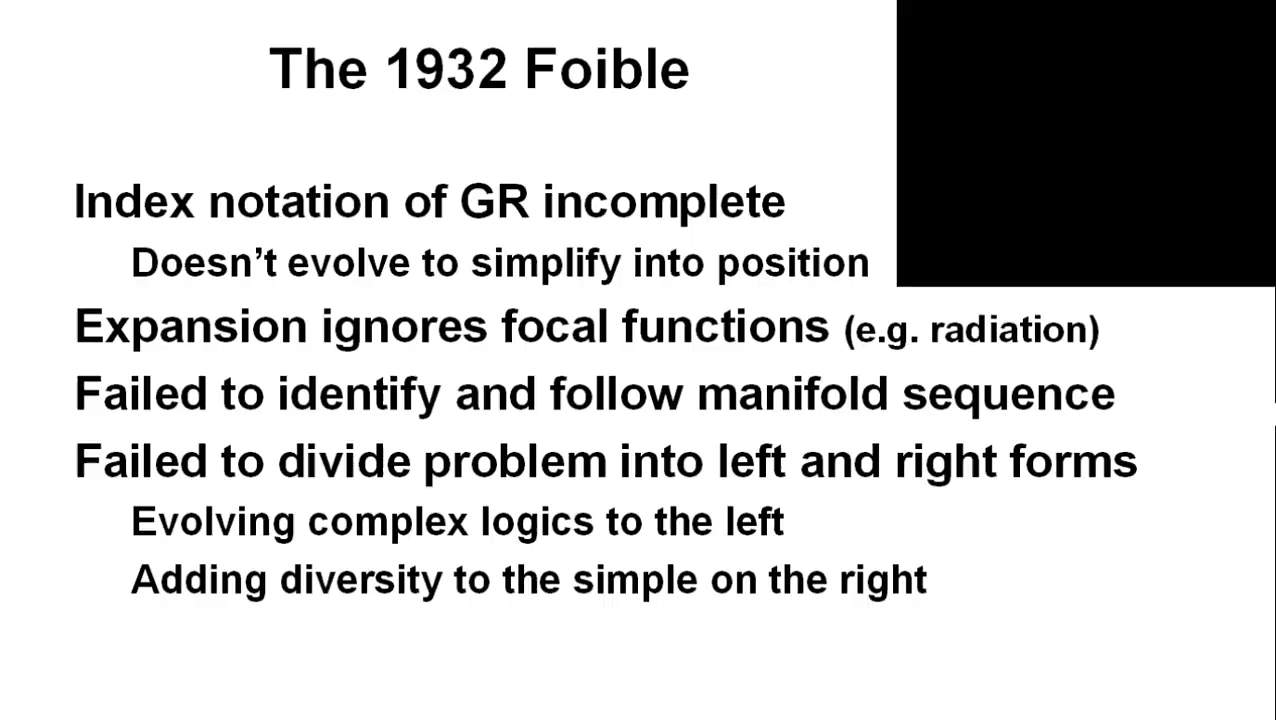 The 1932 Foible
Index notation of GR incomplete
Doesn’t evolve to simplify into position
Expansion ignores focal functions (e.g. radiation)
Failed to identify and follow manifold sequence
Failed to divide problem into left and right forms
Evolving complex logics to the left
Adding diversity to the simple on the right